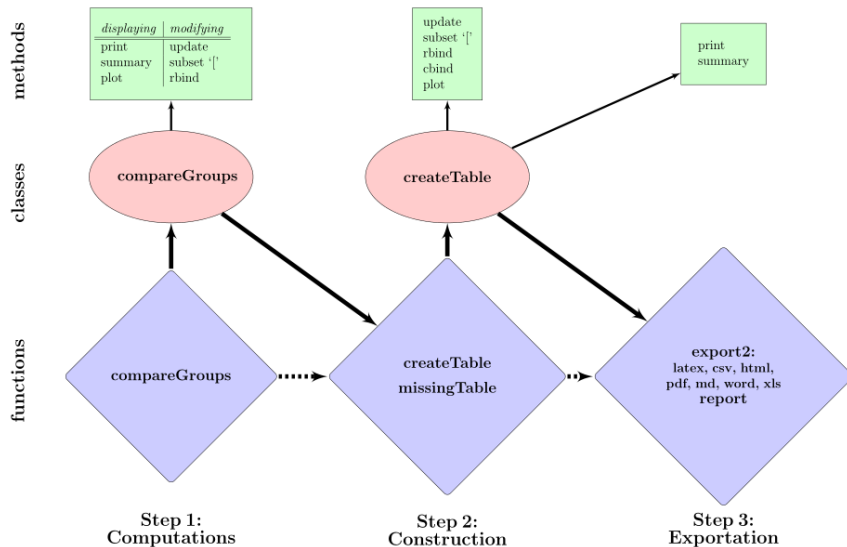 methods
displaying modifying
print update
summary subset ‘[’
plot rbind
update
subset ‘[’
rbind
cbind
plot
print
summary
classes
compareGroups
createTable
functions
compareGroups
createTable
missingTable
export2:
latex, csv, html,
pdf, md, word, xls
report
Step 1:
Computations
Step 2:
Construction
Step 3:
Exportation